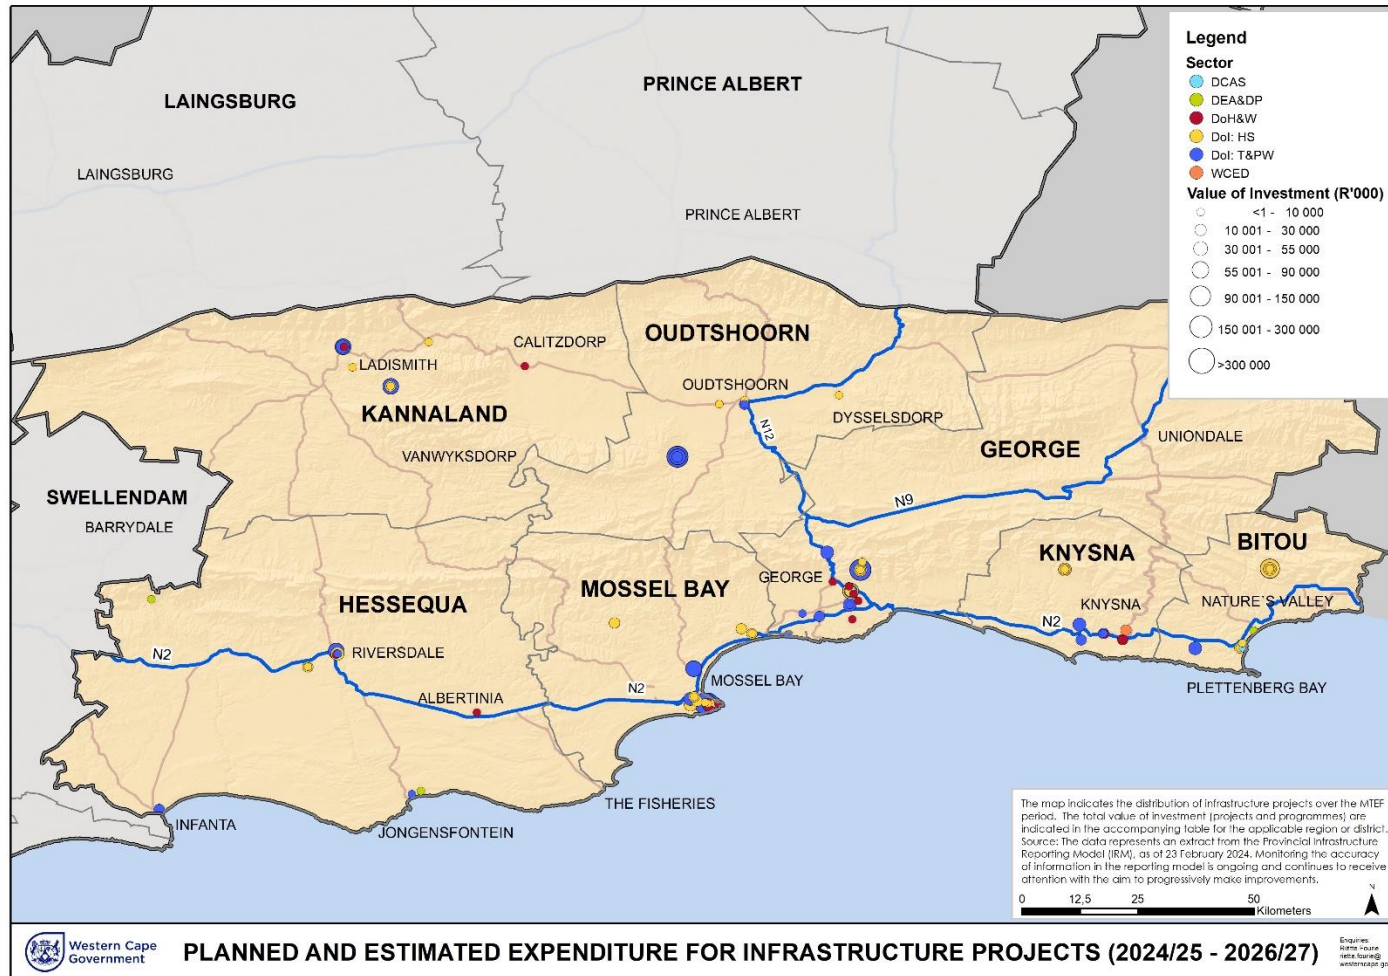 LAINGSBURG
LAINGSBURG
PRINCE ALBERT
PRINCE ALBERT
Legend
Sector
DCAS
DEA&DP
DoH&W
DoI: HS
DoI: T&PW
WCED
Value of Investment (R'000)
<1 - 10 000
10 001 - 30 000
30 001 - 55 000
55 001 - 90 000
90 001 - 150 000
150 001 - 300 000
>300 000
OUDTSHOORN
CALITZDORP
LADISMITH
OUDTSHOORN
KANNALAND
DYSSELSDORP
N12
GEORGE
UNIONDALE
VANWYKSDORP
SWELLENDAM
BARRYDALE
N9
KNYSNA
BITOU
MOSSEL BAY
GEORGE
HESSEQUA
KNYSNA
NATURE'S VALLEY
N2
RIVERSDALE
N2
MOSSEL BAY
PLETTENBERG BAY
ALBERTINIA
N2
THE FISHERIES
INFANTA
JONGENSFONTEIN
The map indicates the distribution of infrastructure projects over the MTEF
period. The total value of investment (projects and programmes) are
indicated in the accompanying table for the applicable region or district.
Source: The data represents an extract from the Provincial Infrastructure
Reporting Model (IRM), as of 23 February 2024. Monitoring the accuracy
of information in the reporting model is ongoing and continues to receive
attention with the aim to progressively make improvements.
N
0 12,5 25 50
Kilometers
Western Cape
Government
PLANNED AND ESTIMATED EXPENDITURE FOR INFRASTRUCTURE PROJECTS (2024/25 - 2026/27)
Enquiries:
Riëtte Fourie
riette.fourie@
westerncape.go